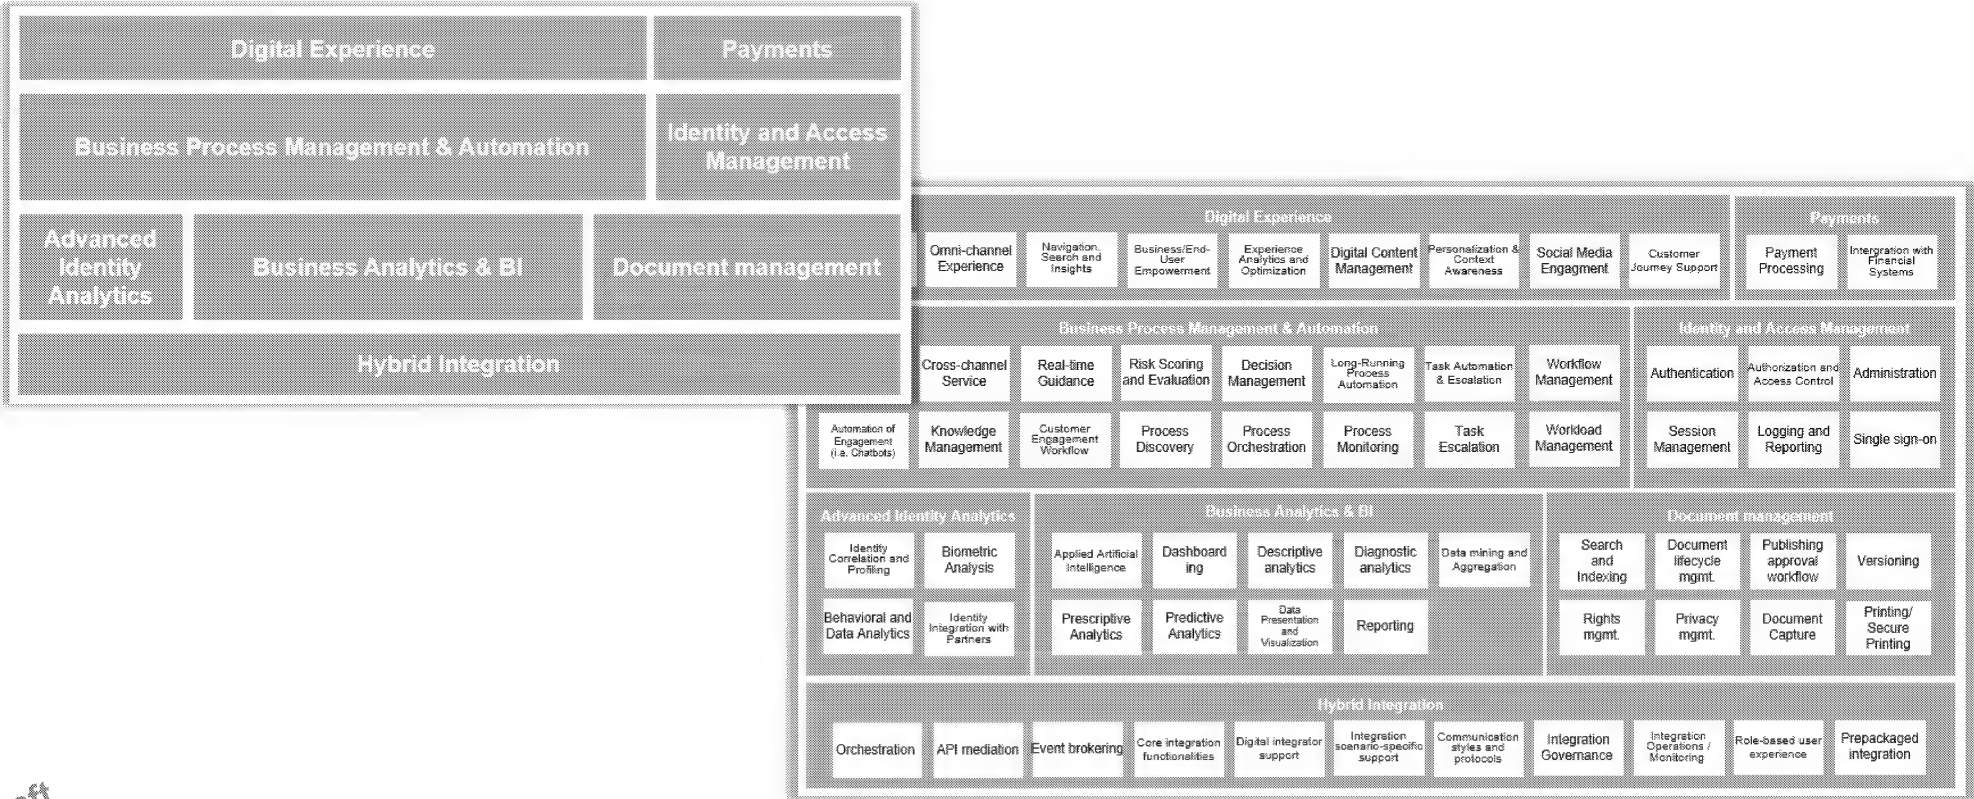 Digital Experience
Payments
Business Process Management & Automation
Identity and Access
Management
Advanced
Identity
Analytics
Business Analytics & BI
Document management
Hybrid Integration
Digital Experience
Omni-channel
Experience
Navigation,
Search and
Insights
Business/End-
User
Empowerment
Experience
Analytics and
Optimization
Digital Content
Management
Personalization &
Context
Awareness
Social Media
Engagment
Customer
Journey Support
Payments
Payment
Processing
Intergration with
Financial
Systems
Business Process Management & Automation
Cross-channel
Service
Real-time
Guidance
Risk Scoring
and Evaluation
Decision
Management
Long-Running
Process
Automation
Task Automation
& Escalation
Workflow
Management
Automation of
Engagement
(i.e. Chatbots)
Knowledge
Management
Customer
Engagement
Workflow
Process
Discovery
Process
Orchestration
Process
Monitoring
Task
Escalation
Workload
Management
Identity and Access Management
Authentication
Authorization and
Access Control
Administration
Session
Management
Logging and
Reporting
Single sign-on
Advanced Identity Analytics
Identity
Correlation and
Profiling
Biometric
Analysis
Behavioral and
Data Analytics
Identity
Integration with
Partners
Business Analytics & BI
Applied Artificial
Intelligence
Dashboard
ing
Descriptive
analytics
Diagnostic
analytics
Data mining and
Aggregation
Prescriptive
Analytics
Predictive
Analytics
Data
Presentation
and
Visualization
Reporting
Document management
Search
and
Indexing
Document
lifecycle
mgmt.
Publishing
approval
workflow
Versioning
Rights
mgmt.
Privacy
mgmt.
Document
Capture
Printing/
Secure
Printing
Hybrid Integration
Orchestration
API mediation
Event brokering
Core integration
functionalities
Digital integrator
support
Integration
scenario-specific
support
Communication
styles and
protocols
Integration
Governance
Integration
Operations /
Monitoring
Role-based user
experience
Prepackaged
integration